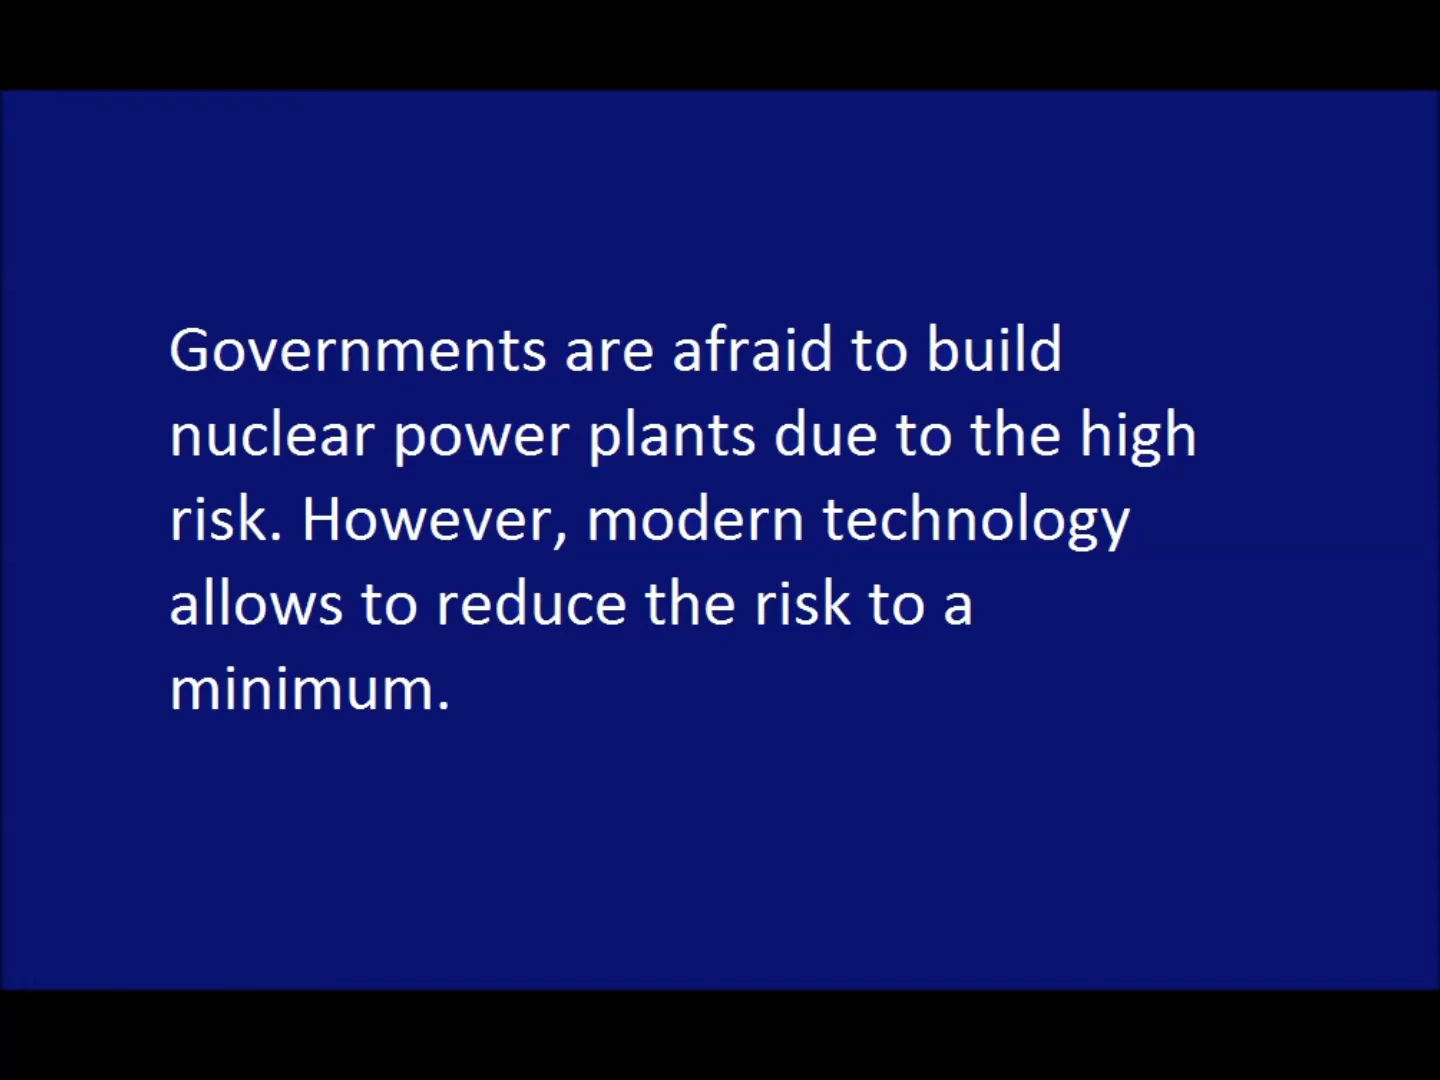 Governments are afraid to build
nuclear power plants due to the high
risk. However, modern technology
allows to reduce the risk to a
minimum.